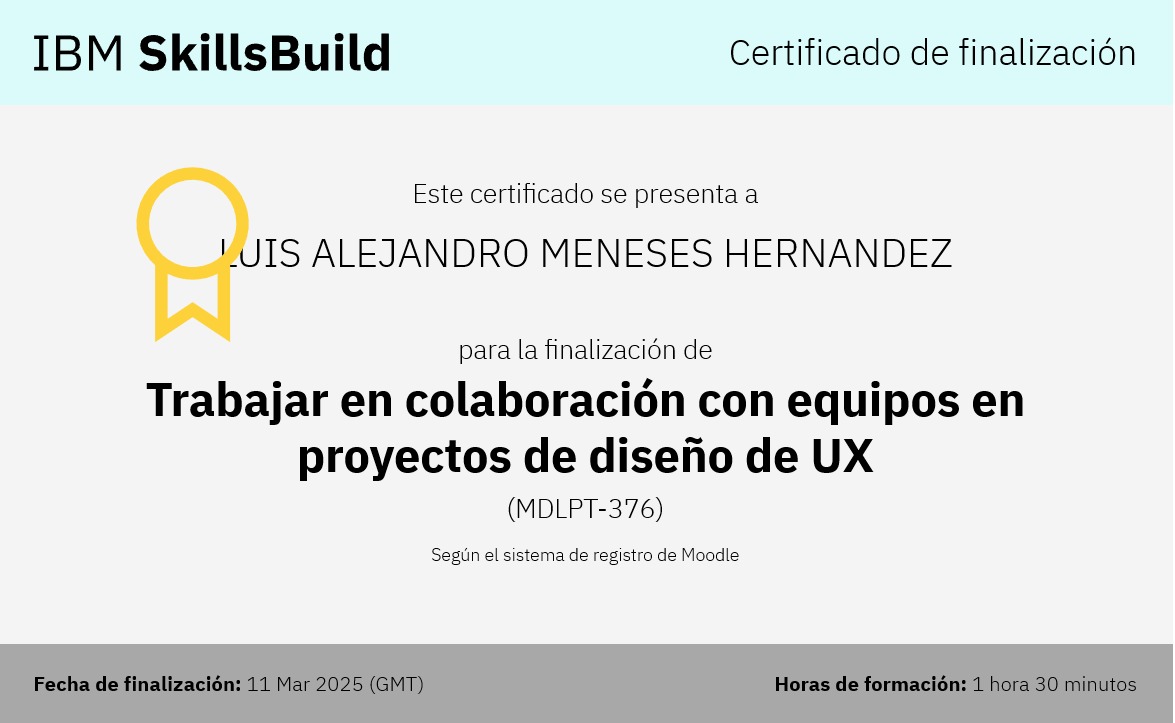 IBM SkillsBuild
Certificado de finalización
Este certificado se presenta a
LUIS ALEJANDRO MENESES HERNANDEZ
para la finalización de
Trabajar en colaboración con equipos en
proyectos de diseño de UX
(MDLPT-376)
Según el sistema de registro de Moodle
Fecha de finalización: 11 Mar 2025 (GMT)
Horas de formación: 1 hora 30 minutos